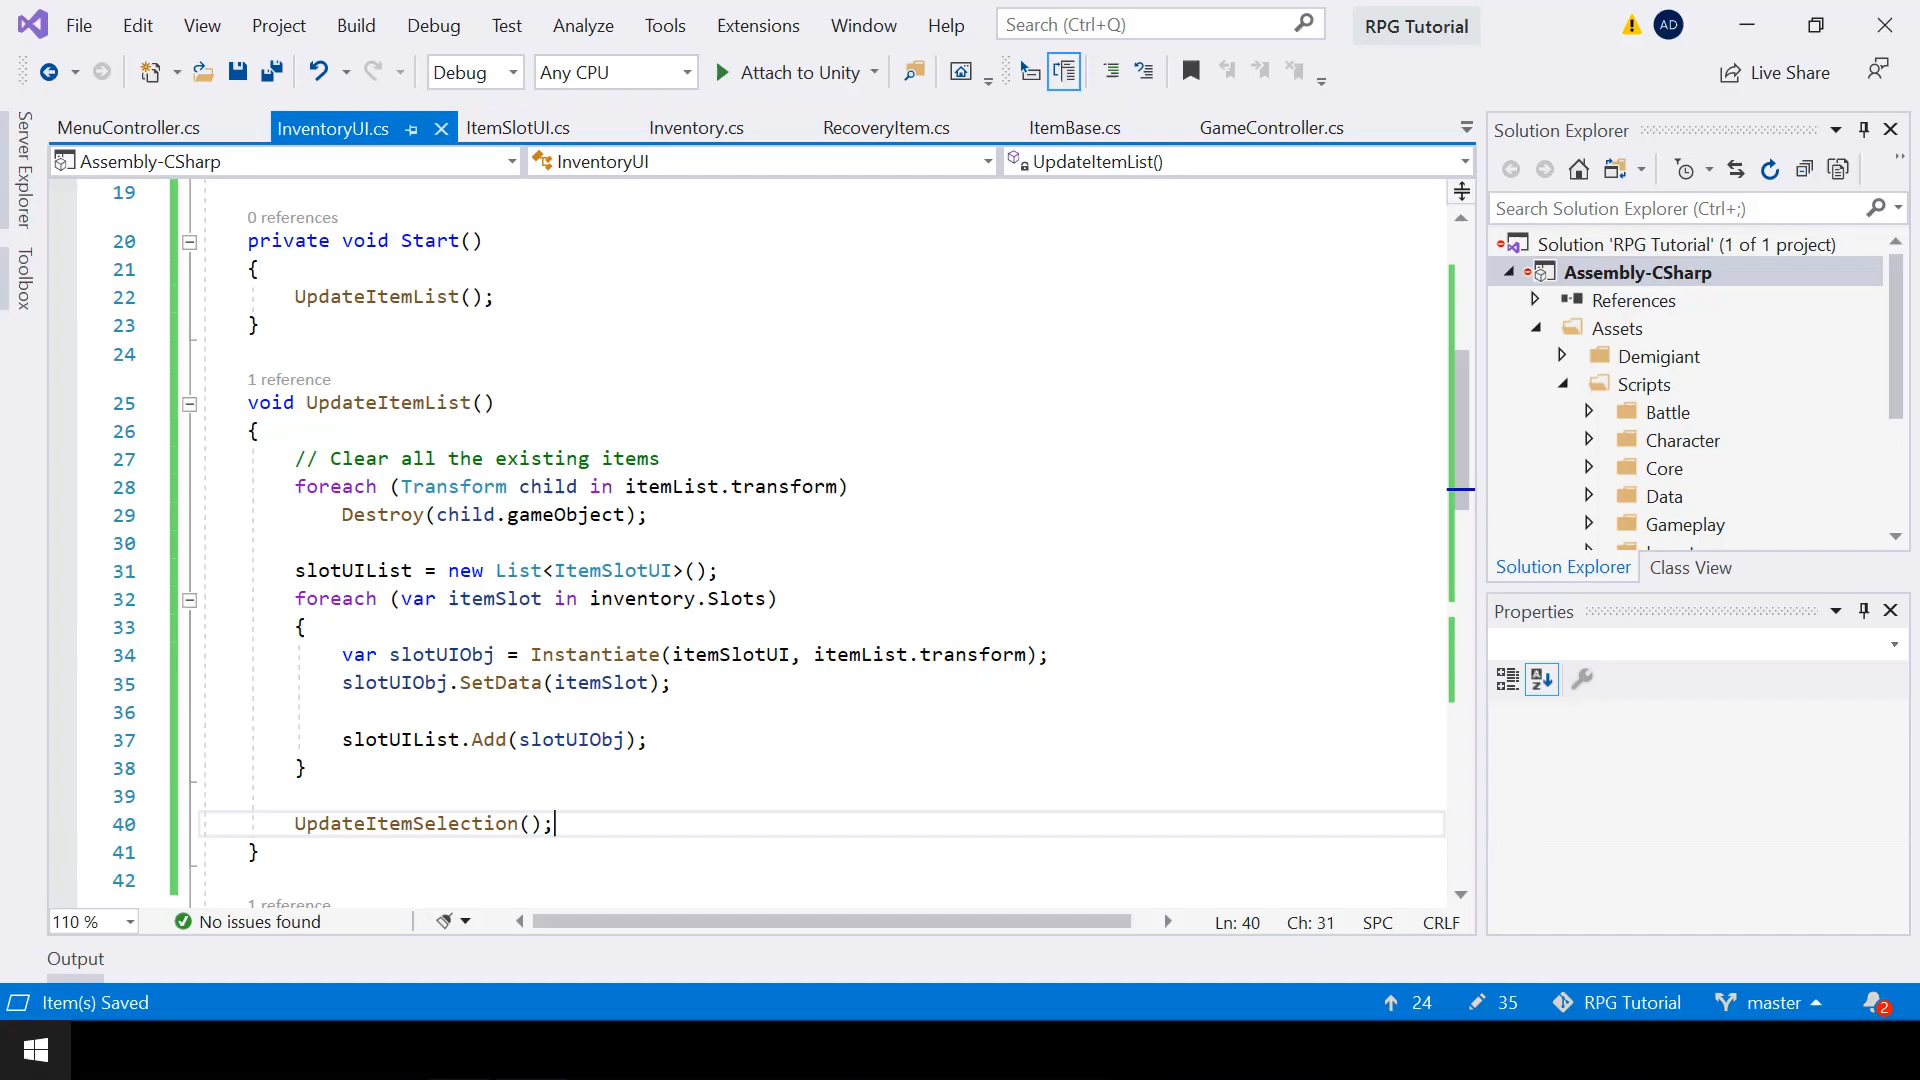 File Edit View Project Build Debug Test Analyze Tools Extensions Window Help Search (Ctrl+Q) RPG Tutorial AD
Debug Any CPU Attach to Unity Live Share
Server Explorer
Toolbox
MenuController.cs InventoryUI.cs ItemSlotUI.cs Inventory.cs RecoveryItem.cs ItemBase.cs GameController.cs
Assembly-CSharp InventoryUI UpdateItemList()
19
0 references
20 private void Start()
21 {
22 UpdateItemList();
23 }
24
1 reference
25 void UpdateItemList()
26 {
27 // Clear all the existing items
28 foreach (Transform child in itemList.transform)
29 Destroy(child.gameObject);
30
31 slotUIList = new List<ItemSlotUI>();
32 foreach (var itemSlot in inventory.Slots)
33 {
34 var slotUIObj = Instantiate(itemSlotUI, itemList.transform);
35 slotUIObj.SetData(itemSlot);
36
37 slotUIList.Add(slotUIObj);
38 }
39
40 UpdateItemSelection();
41 }
42
1 reference
110 % No issues found Ln: 40 Ch: 31 SPC CRLF
Solution Explorer
Search Solution Explorer (Ctrl+;)
Solution 'RPG Tutorial' (1 of 1 project)
Assembly-CSharp
References
Assets
Demigiant
Scripts
Battle
Character
Core
Data
Gameplay
Solution Explorer Class View
Properties
Output
Item(s) Saved 24 35 RPG Tutorial master 2